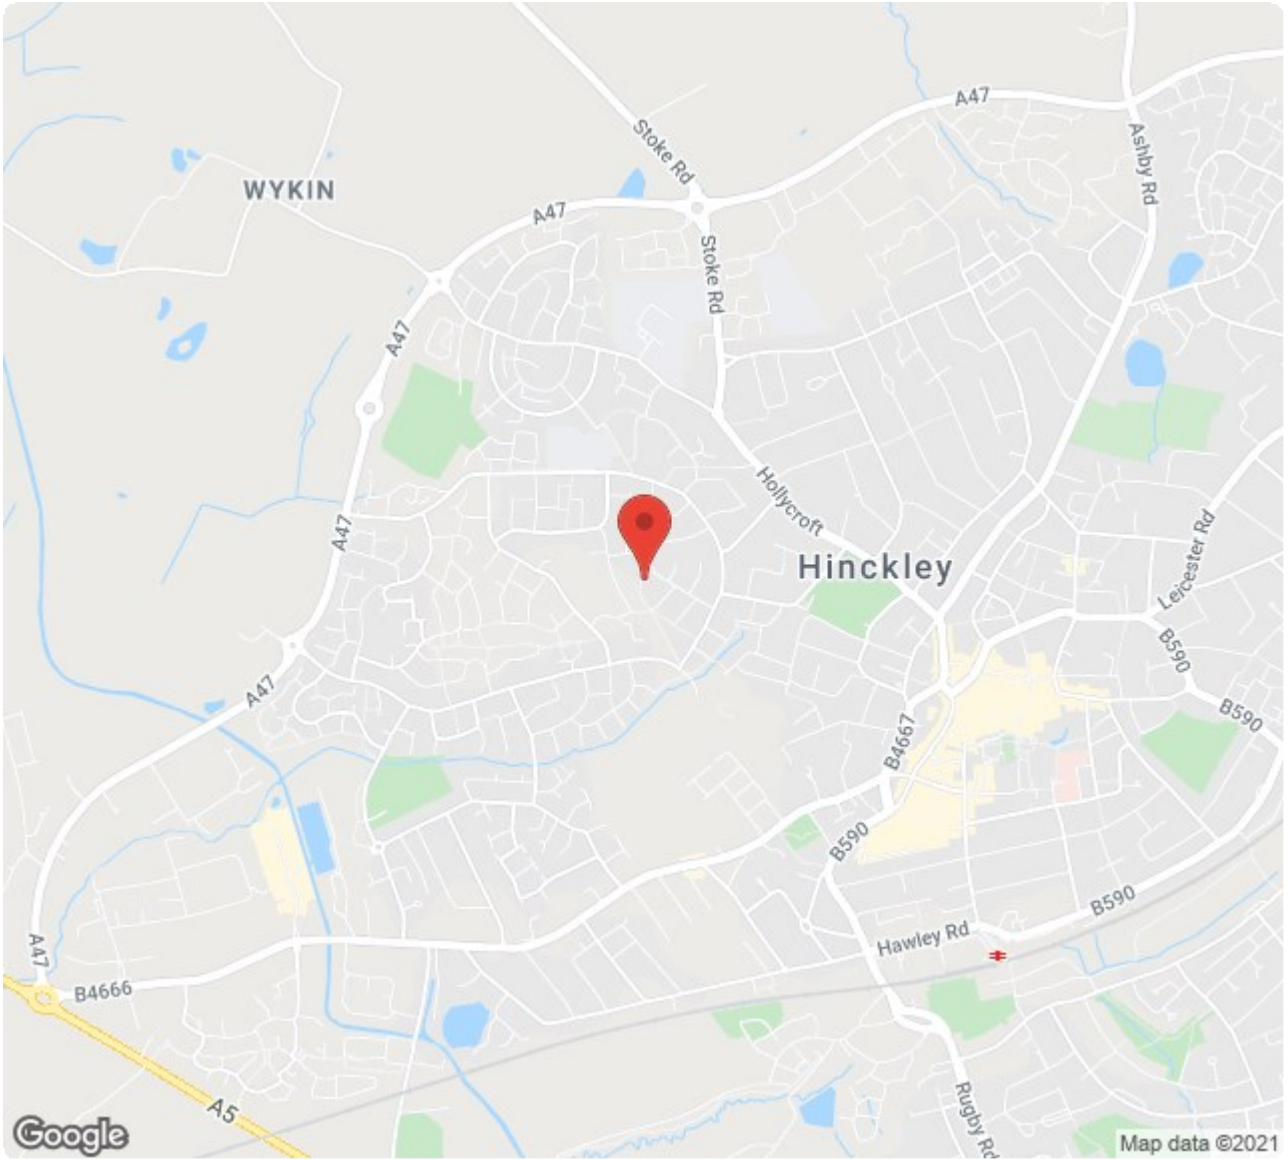 A47
Stoke Rd
Ashby Rd
WYKIN
A47
Stoke Rd
A47
Hollycroft
A47
Hinckley
Leicester Rd
B590
A47
B590
B4667
B590
B590
Hawley Rd
A47
B4666
A5
Rugby Rd
Google
Map data ©2021